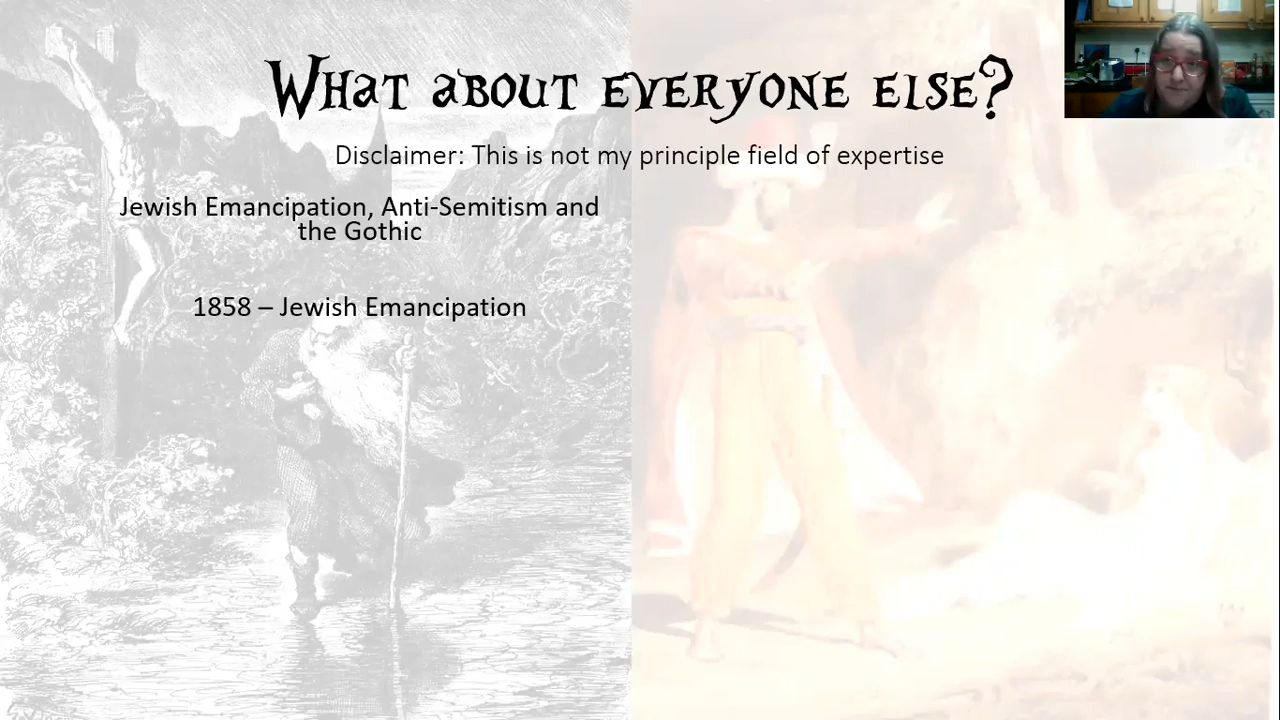 What about everyone else?
Disclaimer: This is not my principle field of expertise
Jewish Emancipation, Anti-Semitism and
the Gothic
1858 – Jewish Emancipation